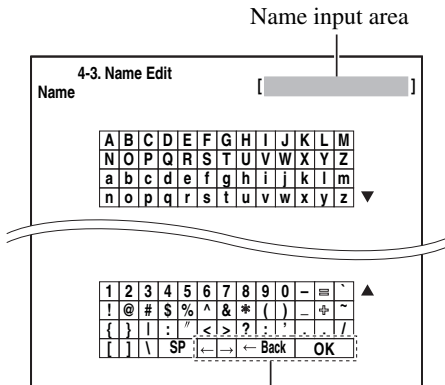 Name input area
4-3. Name Edit
Name [ ]
A B C D E F G H I J K L M
N O P Q R S T U V W X Y Z
a b c d e f g h i j k l m
n o p q r s t u v w x y z ▼
1 2 3 4 5 6 7 8 9 0 – = ` ▲
! @ # $ % ^ & * ( ) _ + ~
{ } | : " < > ? ; ' , . /
[ ] \ SP ← → ← Back OK